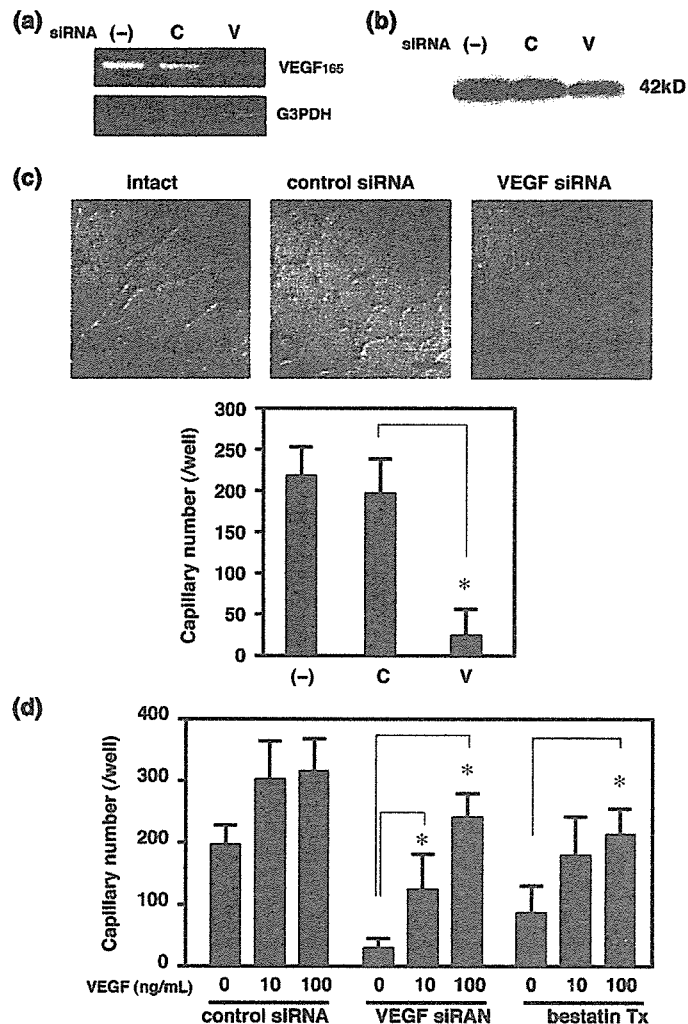 (a)
siRNA (–) C V
VEGF165
G3PDH
(b)
siRNA (–) C V
42kD
(c)
intact control siRNA VEGF siRNA
Capillary number (/well)
300
250
200
150
100
50
0
*
(–) C V
(d)
Capillary number (/well)
400
300
200
100
0
* * *
VEGF (ng/mL) 0 10 100 0 10 100 0 10 100
control siRNA VEGF siRAN bestatin Tx